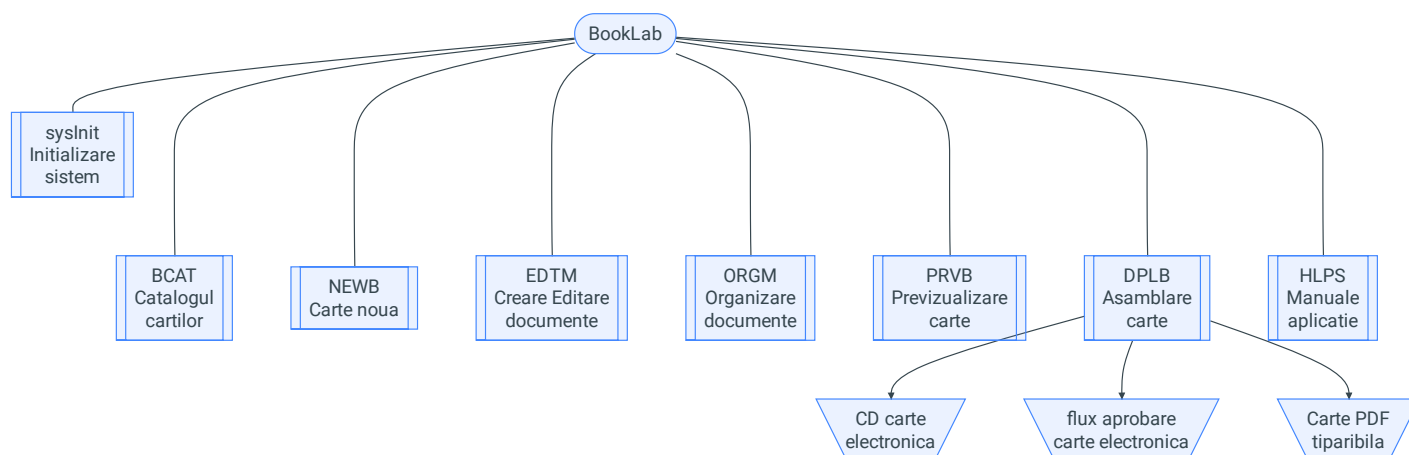 BookLab
sysInit
Initializare
sistem
BCAT
Catalogul
cartilor
NEWB
Carte noua
EDTM
Creare Editare
documente
ORGM
Organizare
documente
PRVB
Previzualizare
carte
DPLB
Asamblare
carte
HLPS
Manuale
aplicatie
CD carte
electronica
flux aprobare
carte electronica
Carte PDF
tiparibila